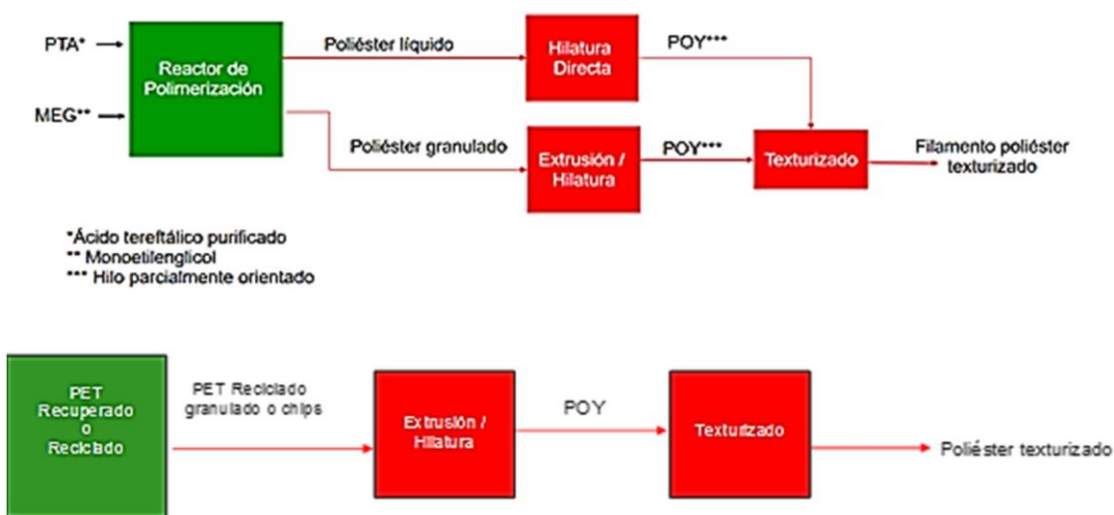 PTA*
MEG**
Reactor de
Polimerización
Poliéster líquido
Poliéster granulado
Hilatura
Directa
Extrusión /
Hilatura
POY***
POY***
Texturizado
Filamento poliéster
texturizado
*Ácido tereftálico purificado
** Monoetilenglicol
*** Hilo parcialmente orientado
PET
Recuperado
o
Reciclado
PET Reciclado
granulado o chips
Extrusión /
Hilatura
POY
Texturizado
Poliéster texturizado